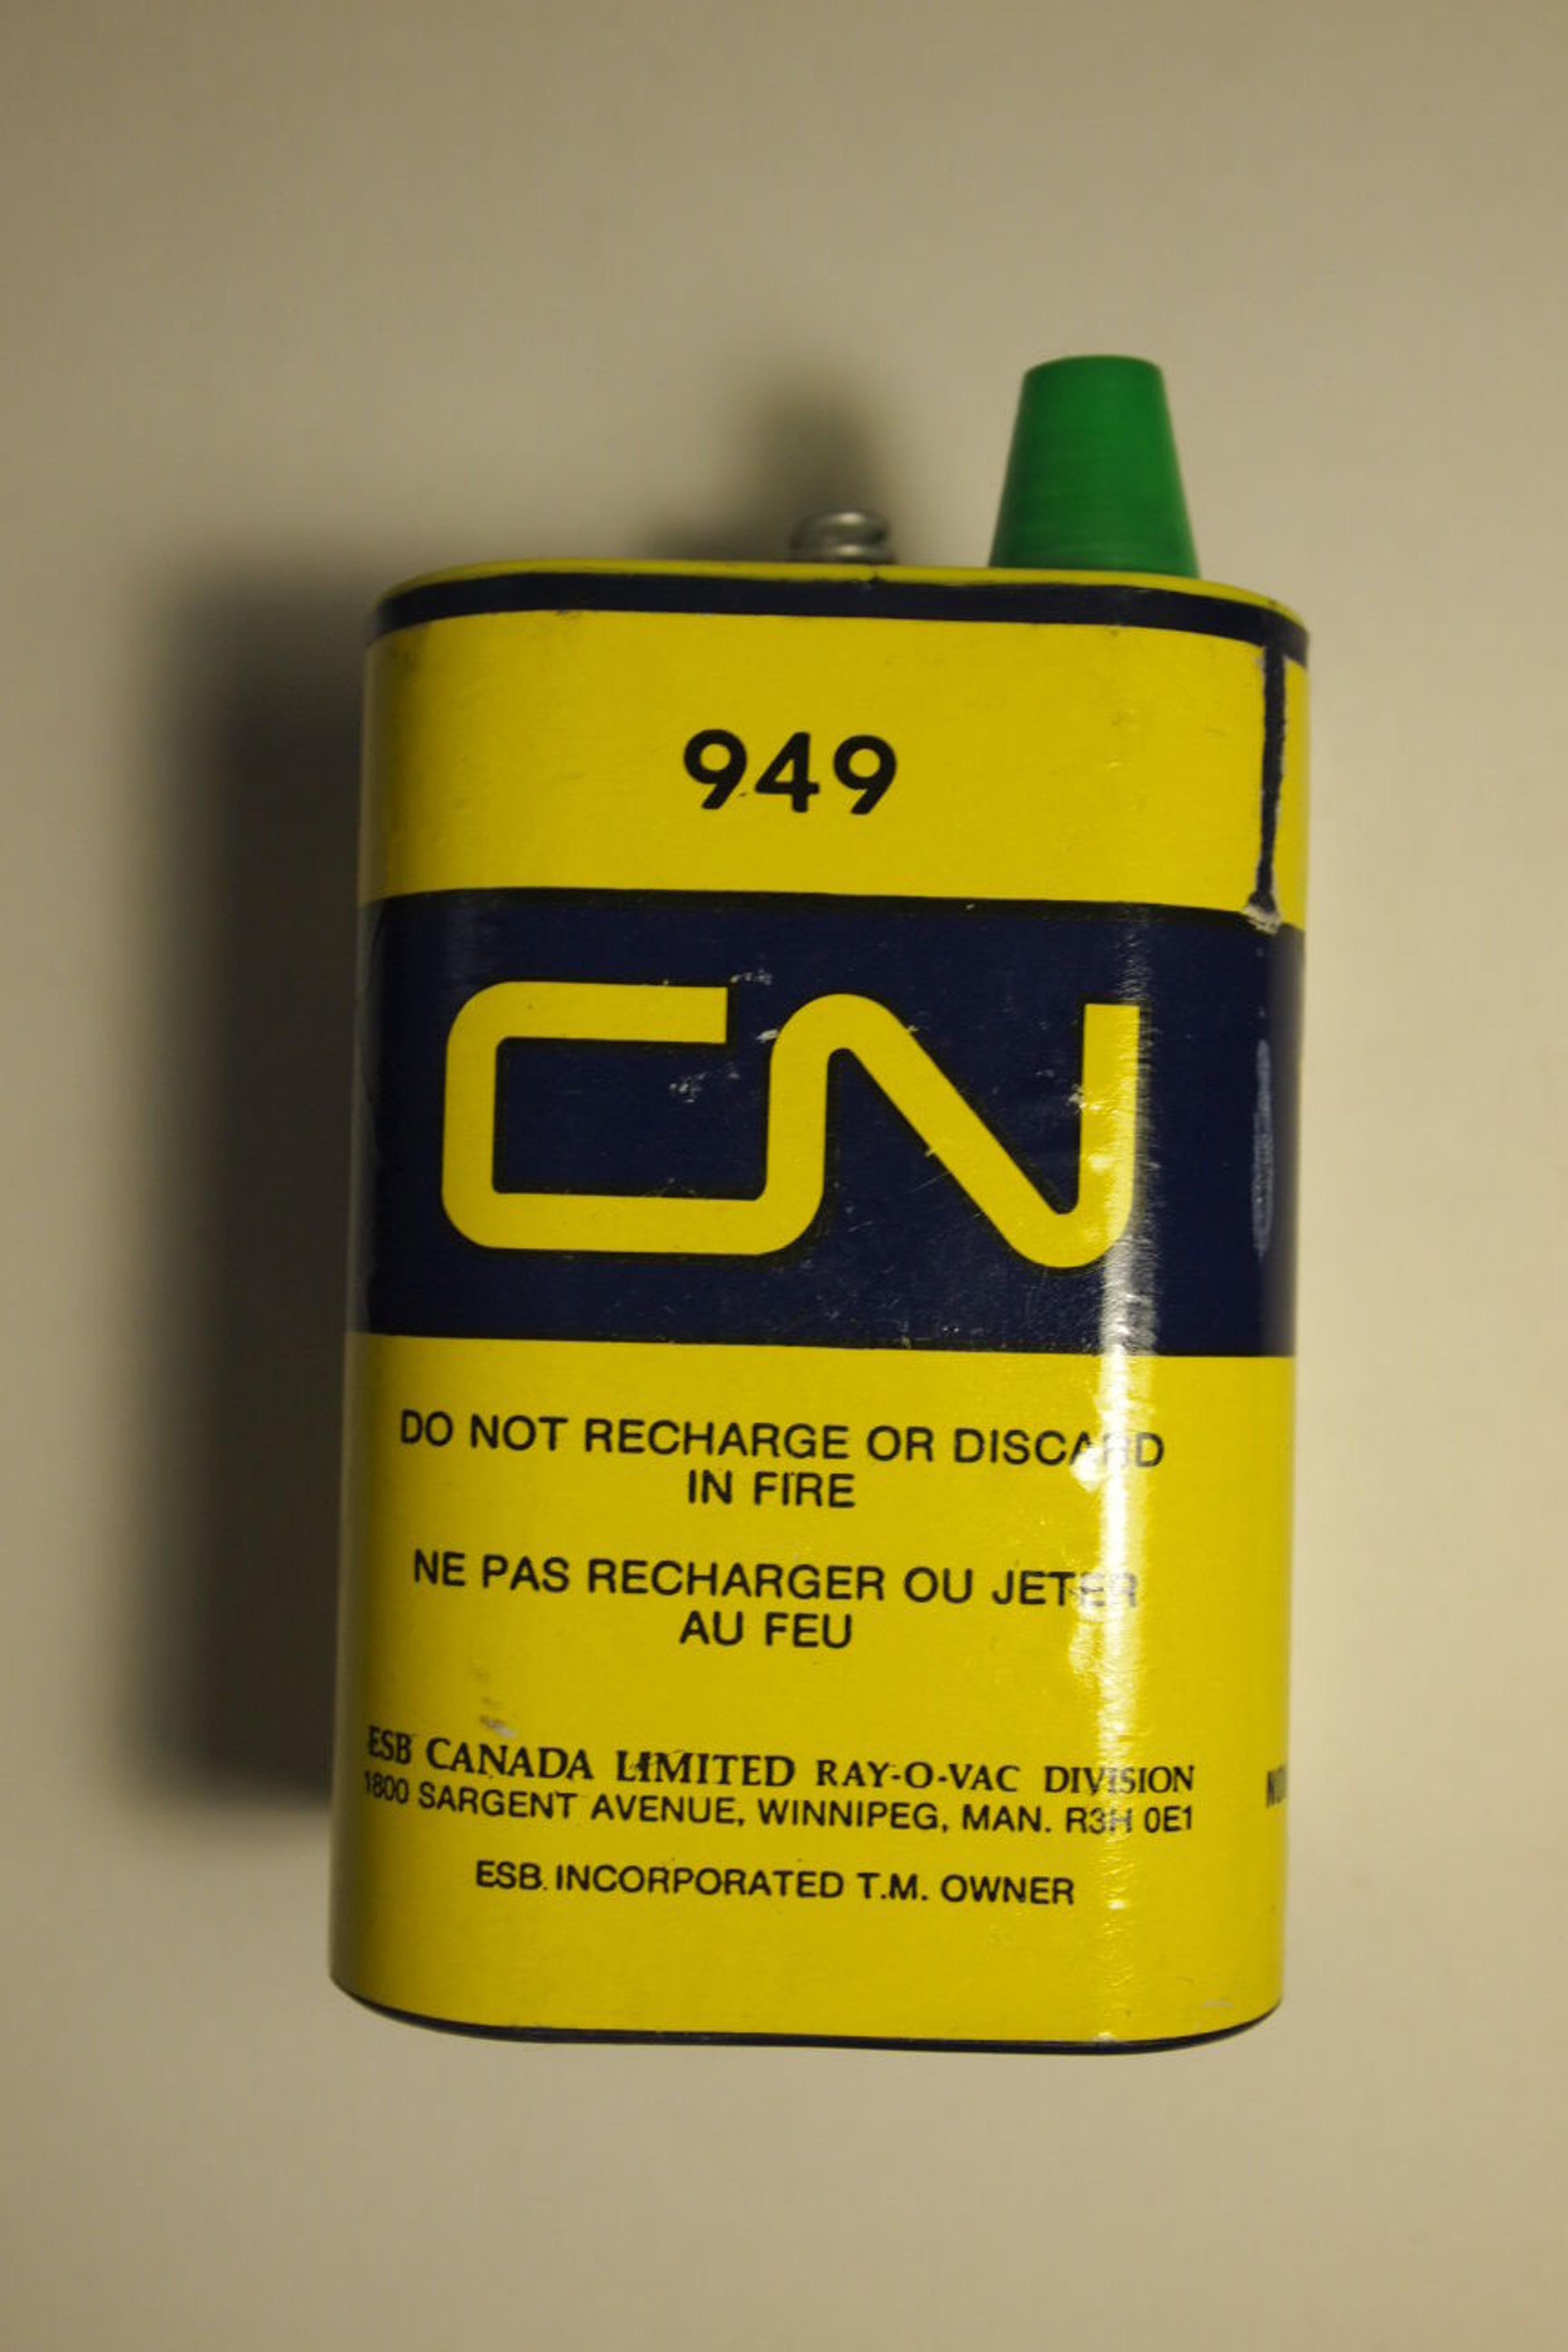 949
CN
DO NOT RECHARGE OR DISCARD
IN FIRE
NE PAS RECHARGER OU JETER
AU FEU
ESB CANADA LIMITED RAY-O-VAC DIVISION
1800 SARGENT AVENUE, WINNIPEG, MAN. R3H 0E1
ESB. INCORPORATED T.M. OWNER